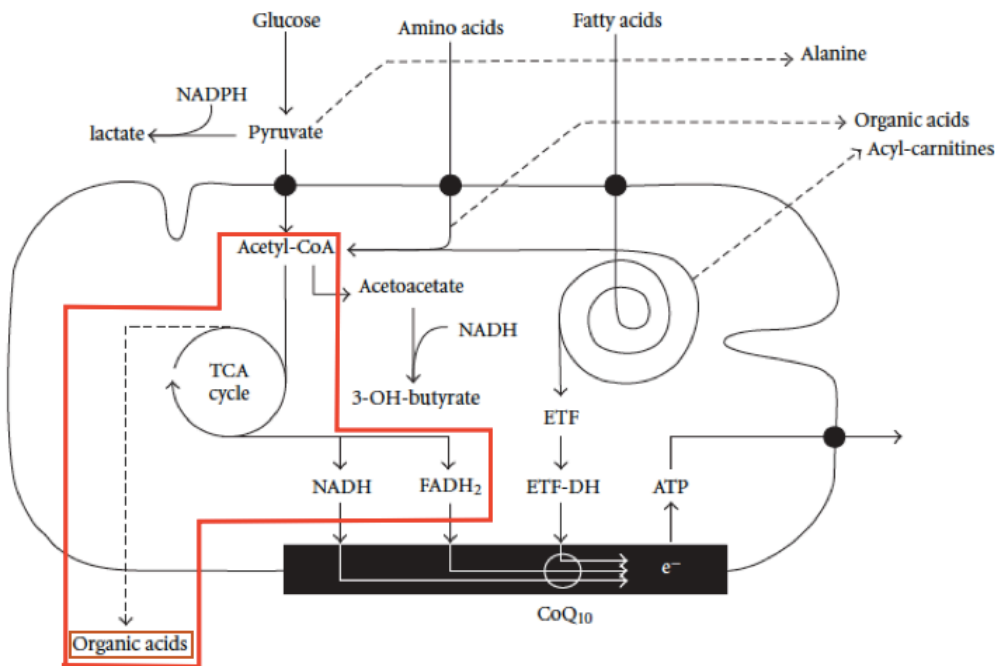 Glucose
Amino acids
Fatty acids
Alanine
NADPH
lactate
Pyruvate
Organic acids
Acyl-carnitines
Acetyl-CoA
Acetoacetate
NADH
TCA
cycle
3-OH-butyrate
ETF
NADH
FADH₂
ETF-DH
ATP
e⁻
CoQ₁₀
Organic acids